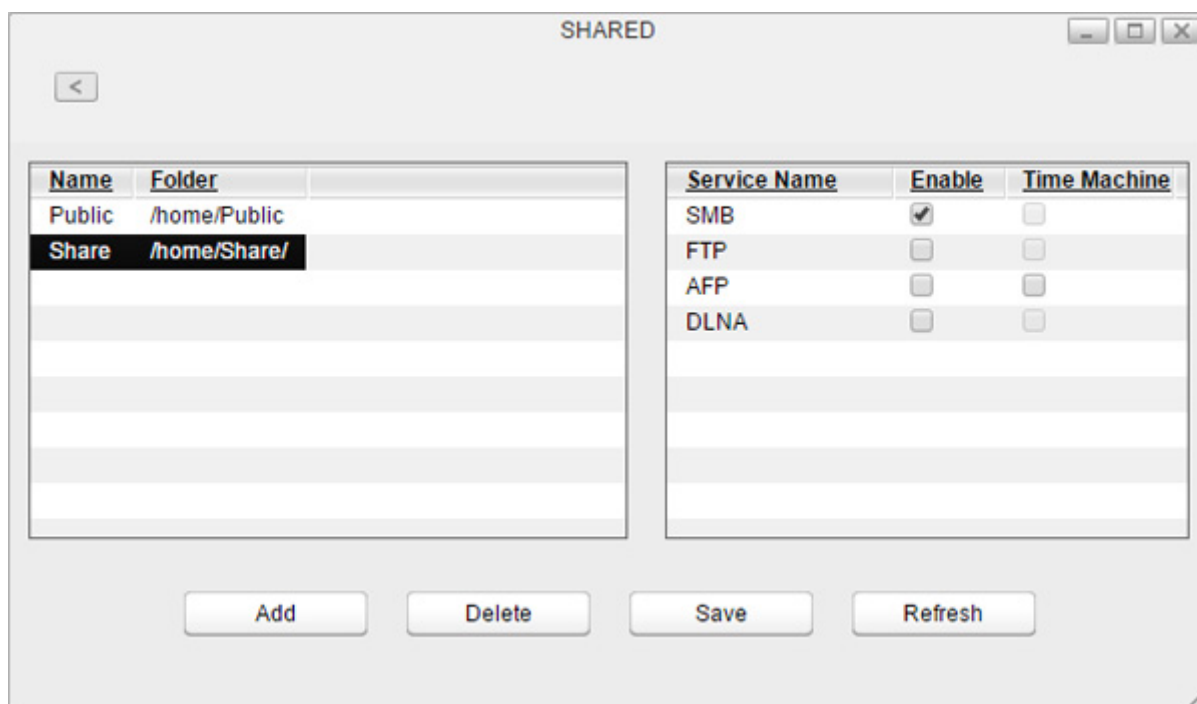 SHARED
<
Name Folder
Public /home/Public
Share /home/Share/
Service Name Enable Time Machine
SMB
FTP
AFP
DLNA
Add Delete Save Refresh